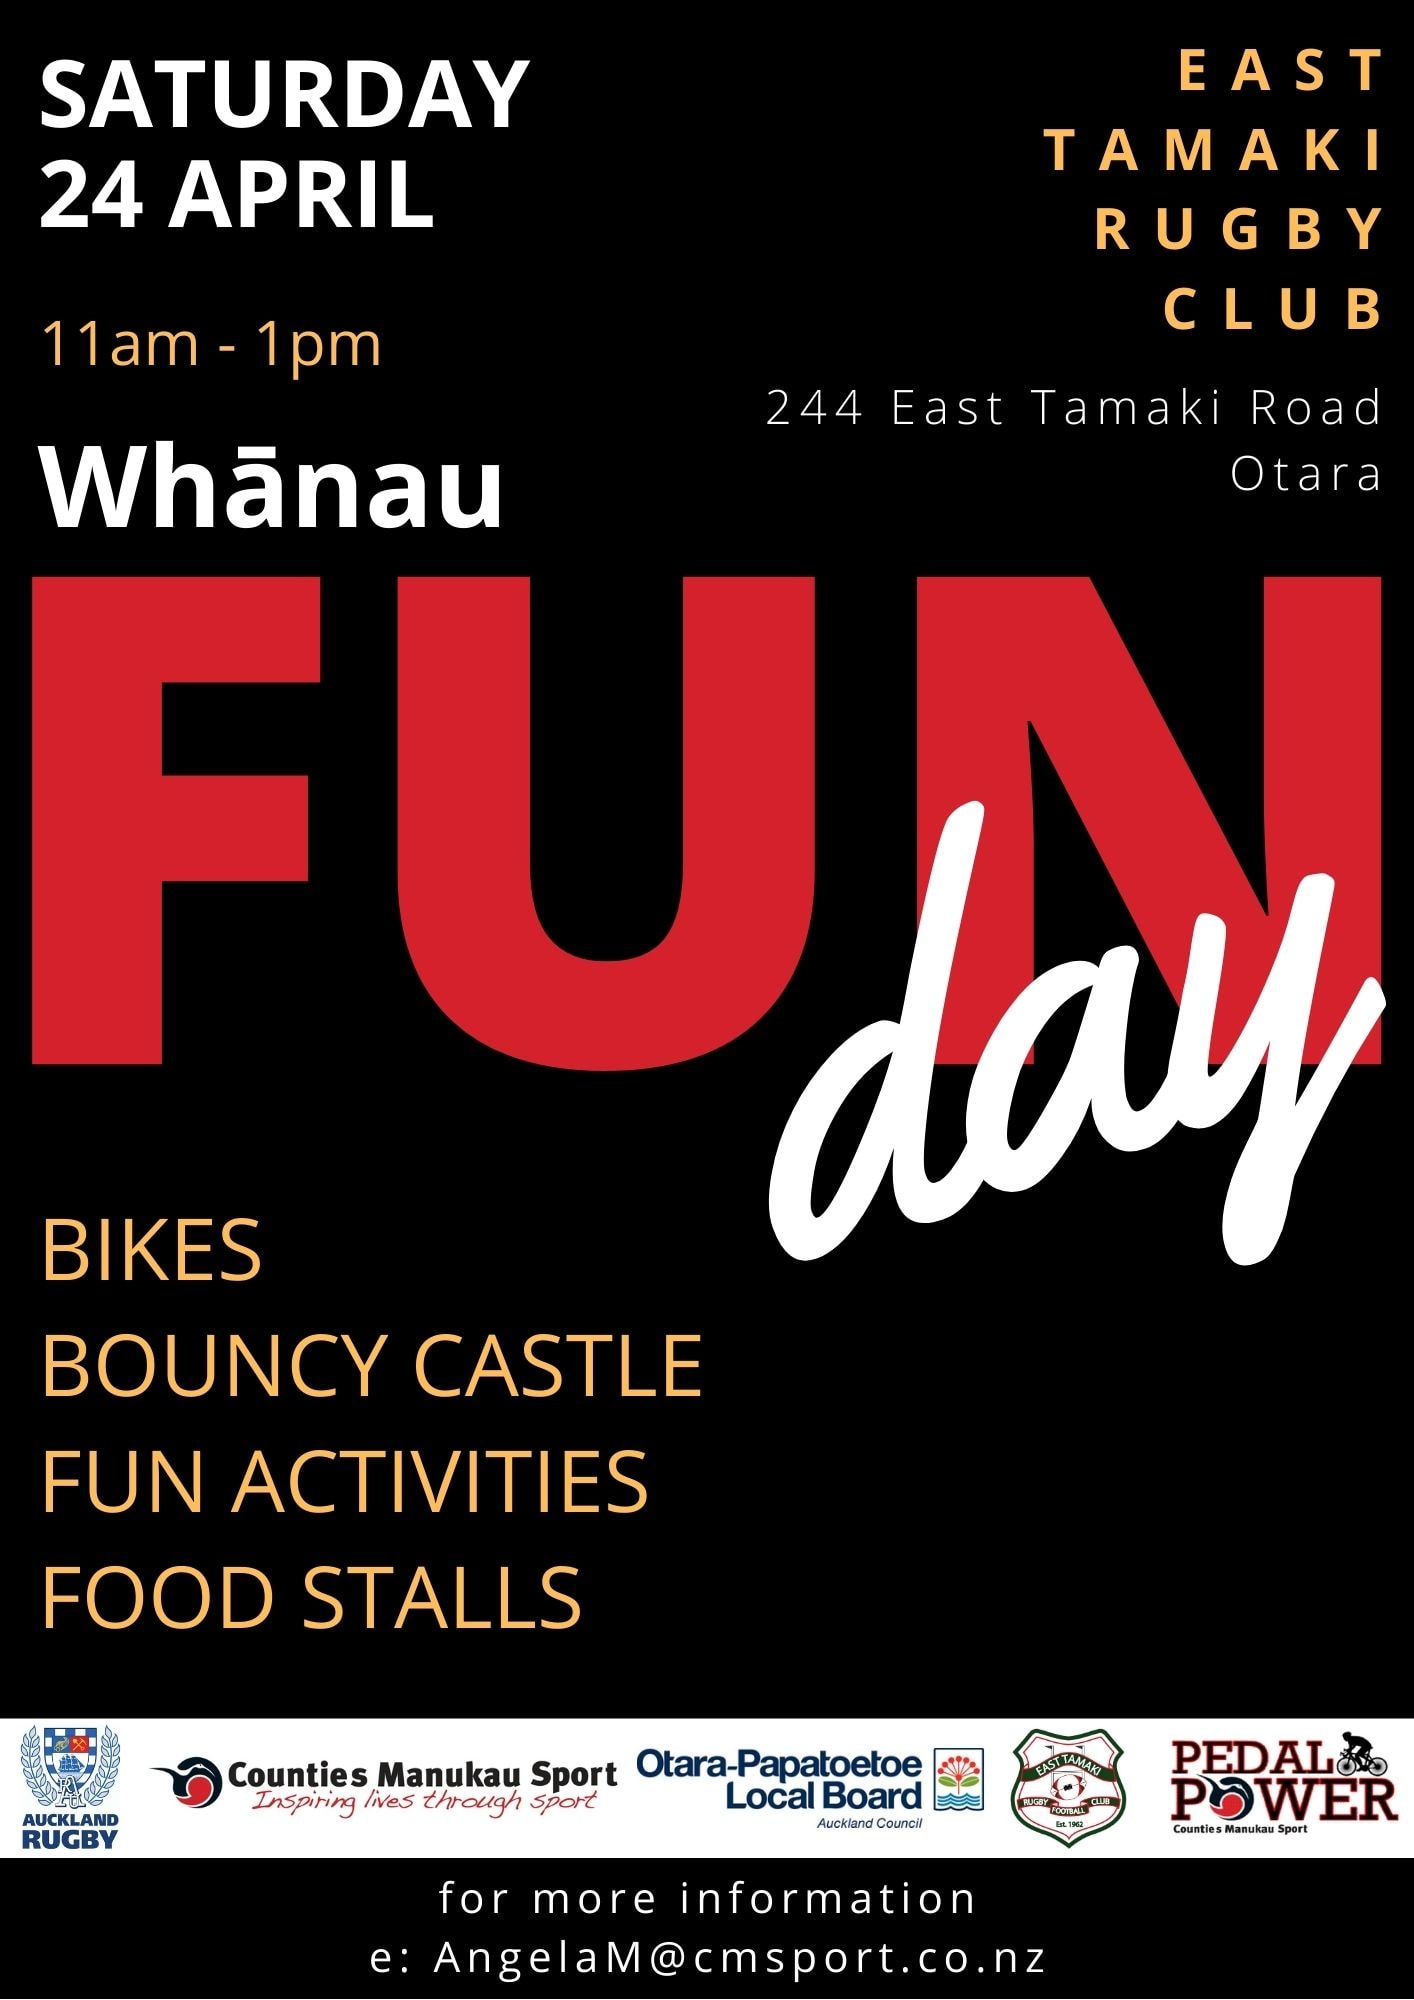 SATURDAY
24 APRIL
11am - 1pm
EAST
TAMAKI
RUGBY
CLUB
244 East Tamaki Road
Otara
Whānau
FUN
day
BIKES
BOUNCY CASTLE
FUN ACTIVITIES
FOOD STALLS
AUCKLAND
RUGBY
Counties Manukau Sport
Inspiring lives through sport
Otara-Papatoetoe
Local Board
Auckland Council
EAST TAMAKI
RUGBY FOOTBALL CLUB
Est. 1962
PEDAL
POWER
Counties Manukau Sport
for more information
e: AngelaM@cmsport.co.nz